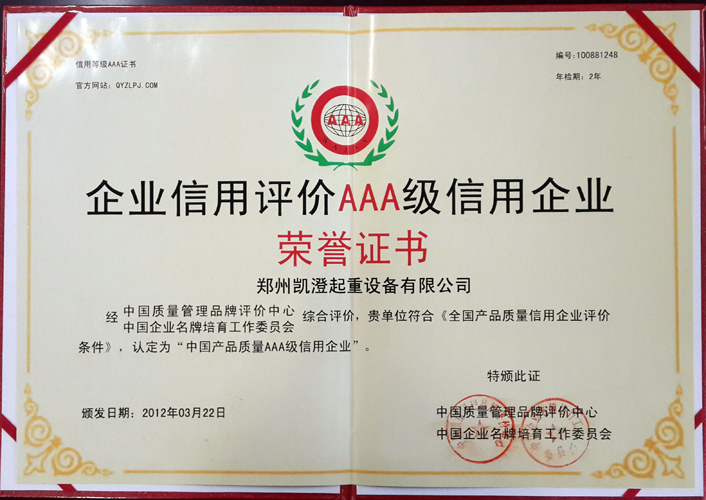 信用等级AAA证书
编号:100881248
官方网站: QYZLPJ.COM
年检期: 2年
AAA
企业信用评价AAA级信用企业
荣誉证书
郑州凯澄起重设备有限公司
经 中国质量管理品牌评价中心 综合评价, 贵单位符合《全国产品质量信用企业评价
中国企业名牌培育工作委员会
条件》, 认定为“中国产品质量AAA级信用企业”。
特颁此证
颁发日期: 2012年03月22日
中国质量管理品牌评价中心
中国企业名牌培育工作委员会